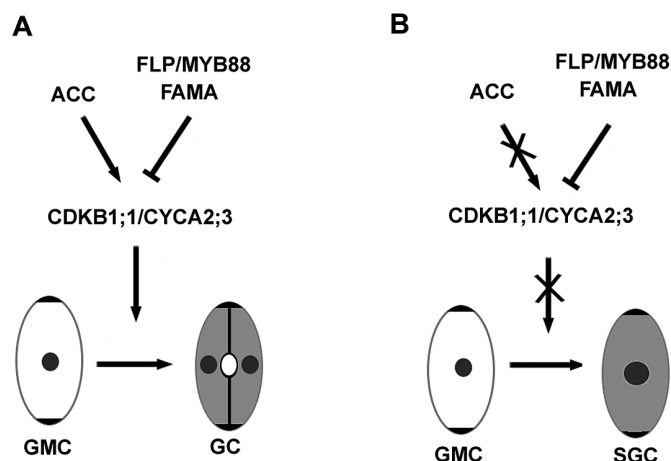 A
FLP/MYB88
ACC
FAMA
CDKB1;1/CYCA2;3
GMC
GC
B
FLP/MYB88
ACC
FAMA
CDKB1;1/CYCA2;3
GMC
SGC